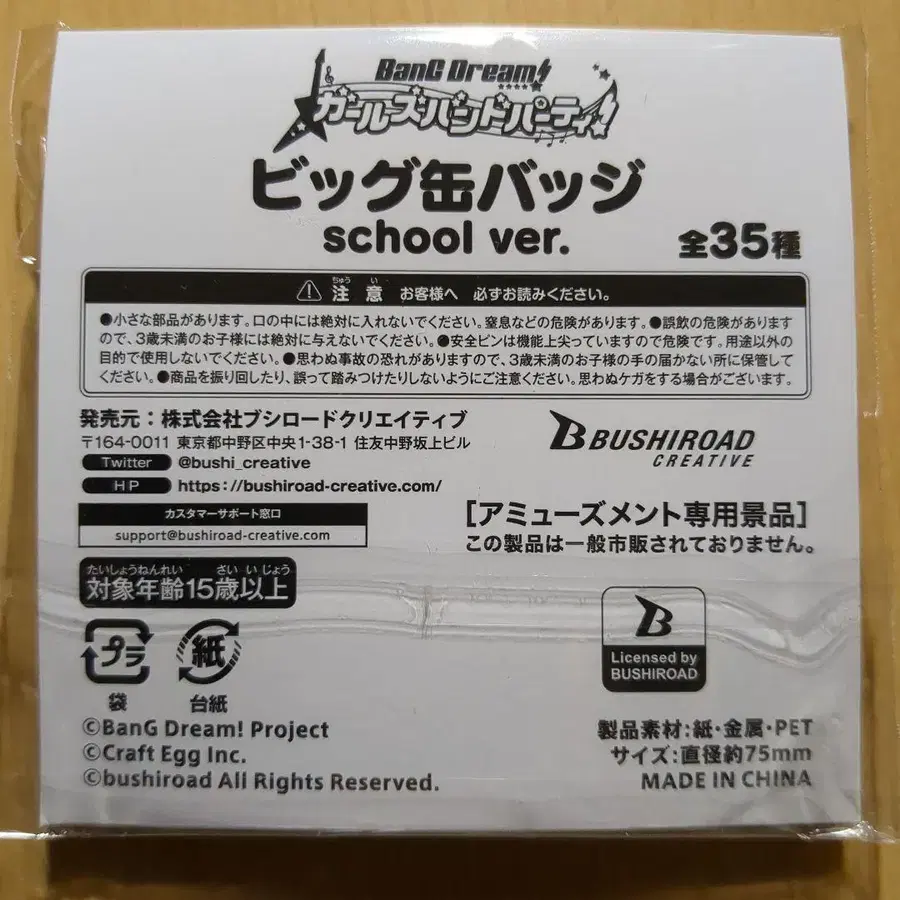 BanG Dream!
ガールズバンドパーティ!
ビッグ缶バッジ
school ver.
全35種
ちゅう い
注 意 お客様へ 必ずお読みください。
●小さな部品があります。口の中には絶対に入れないでください。窒息などの危険があります。●誤飲の危険があります
ので、3歳未満のお子様には絶対に与えないでください。●安全ピンは機能上尖っていますので危険です。用途以外の
目的で使用しないでください。●思わぬ事故の恐れがありますので、3歳未満のお子様の手の届かない所に保管して
ください。●商品を振り回したり、誤って踏みつけたりしないようにご注意ください。思わぬケガをする場合がございます。
発売元：株式会社ブシロードクリエイティブ
〒164-0011 東京都中野区中央1-38-1 住友中野坂上ビル
Twitter @bushi_creative
HP https://bushiroad-creative.com/
B BUSHIROAD
CREATIVE
カスタマーサポート窓口
support@bushiroad-creative.com
[アミューズメント専用景品]
この製品は一般市販されておりません。
たいしょうねんれい さい いじょう
対象年齢15歳以上
プラ
袋
紙
台紙
B
Licensed by
BUSHIROAD
©BanG Dream! Project
©Craft Egg Inc.
©bushiroad All Rights Reserved.
製品素材:紙・金属・PET
サイズ:直径約75mm
MADE IN CHINA